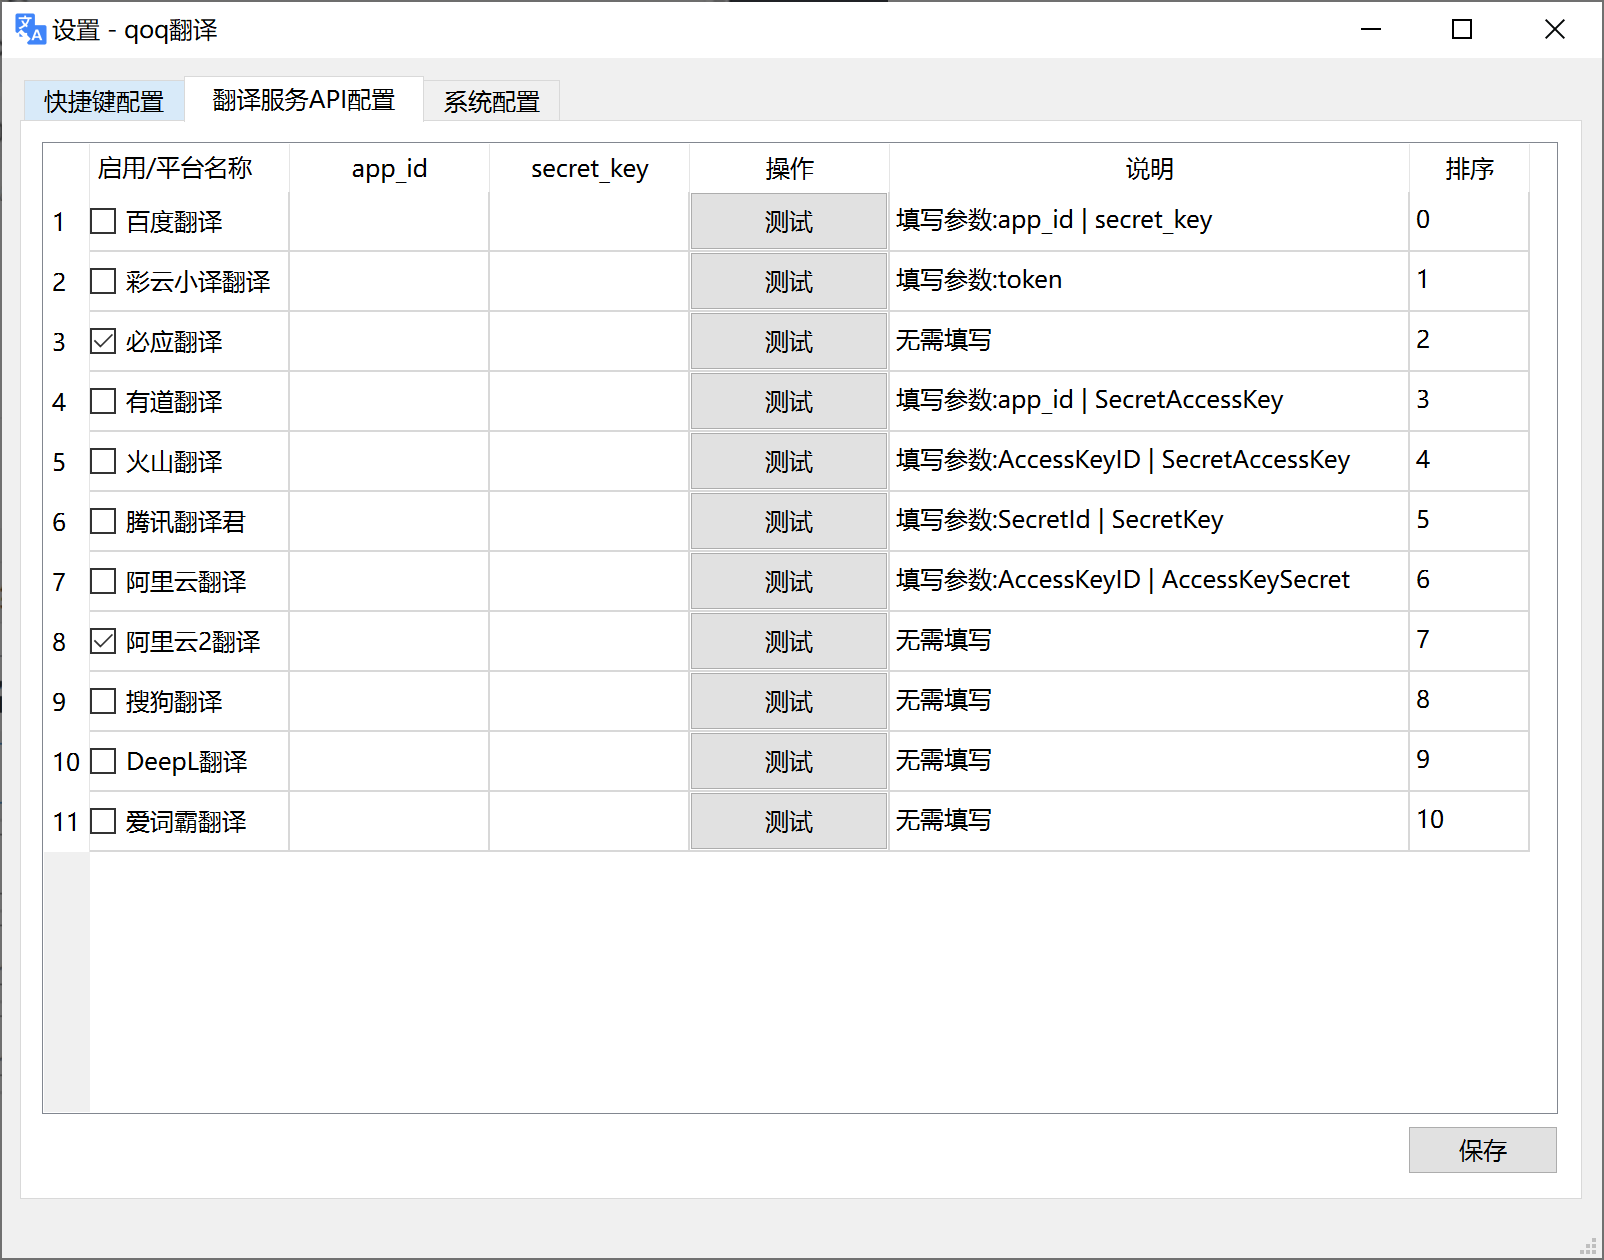 设置 - qoq翻译
快捷键配置 翻译服务API配置 系统配置
启用/平台名称 app_id secret_key 操作 说明 排序
1 百度翻译 测试 填写参数:app_id | secret_key 0
2 彩云小译翻译 测试 填写参数:token 1
3 必应翻译 测试 无需填写 2
4 有道翻译 测试 填写参数:app_id | SecretAccessKey 3
5 火山翻译 测试 填写参数:AccessKeyID | SecretAccessKey 4
6 腾讯翻译君 测试 填写参数:SecretId | SecretKey 5
7 阿里云翻译 测试 填写参数:AccessKeyID | AccessKeySecret 6
8 阿里云2翻译 测试 无需填写 7
9 搜狗翻译 测试 无需填写 8
10 DeepL翻译 测试 无需填写 9
11 爱词霸翻译 测试 无需填写 10
保存